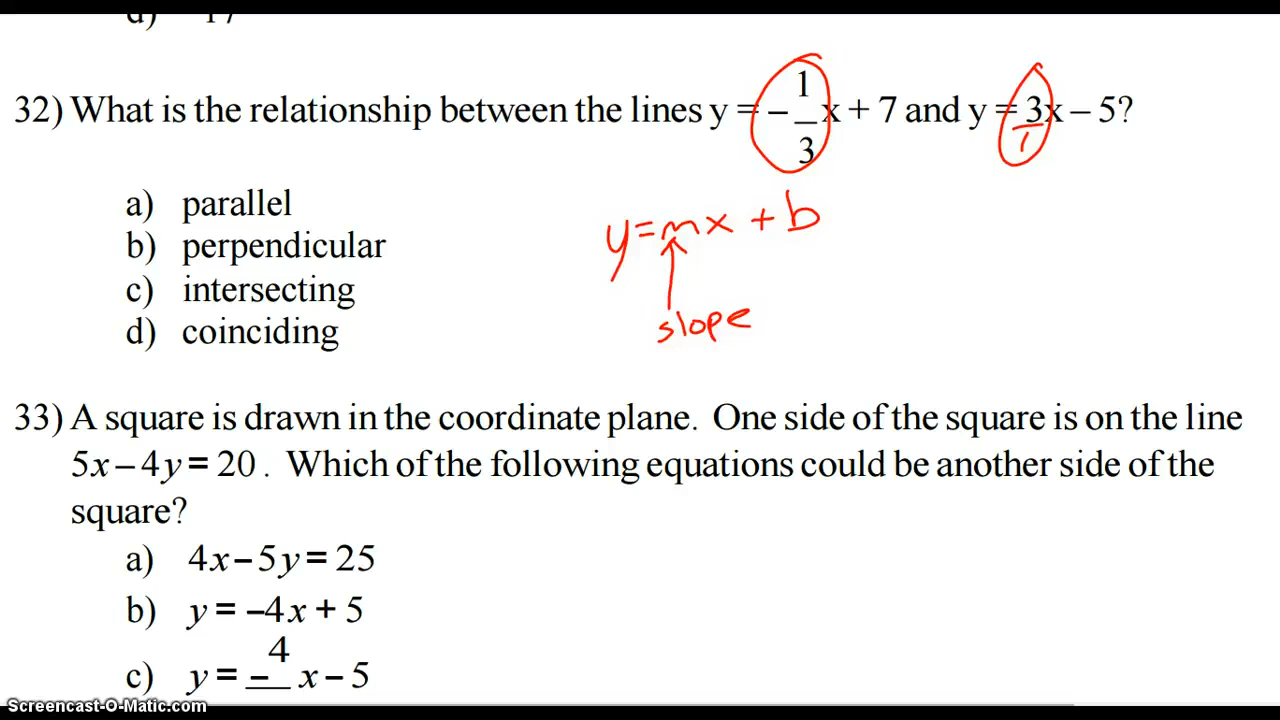 d) 17
32) What is the relationship between the lines y = - 1/3 x + 7 and y = 3x – 5?
1
a) parallel
b) perpendicular
c) intersecting
d) coinciding
y = mx + b
slope
33) A square is drawn in the coordinate plane. One side of the square is on the line
5x – 4y = 20 . Which of the following equations could be another side of the
square?
a) 4x – 5y = 25
b) y = –4x + 5
c) y = – 4 x – 5
Screencast-O-Matic.com